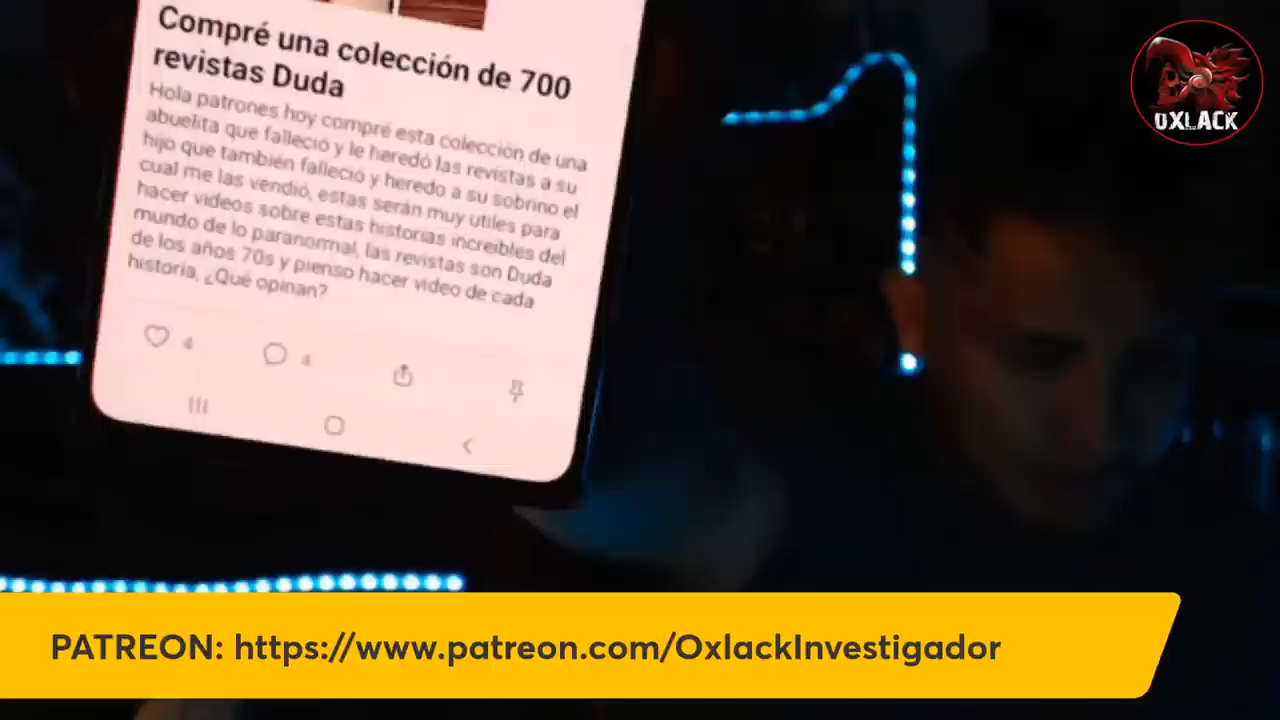 Compré una colección de 700
revistas Duda
Hola patrones hoy compré esta colección de una
abuelita que falleció y le heredó las revistas a su
hijo que también falleció y heredo a su sobrino el
cual me las vendió, estas serán muy utiles para
hacer videos sobre estas historias increibles del
mundo de lo paranormal, las revistas son Duda
de los años 70s y pienso hacer video de cada
historia, ¿Qué opinan?
4
4
OXLACK
PATREON: https://www.patreon.com/OxlackInvestigador